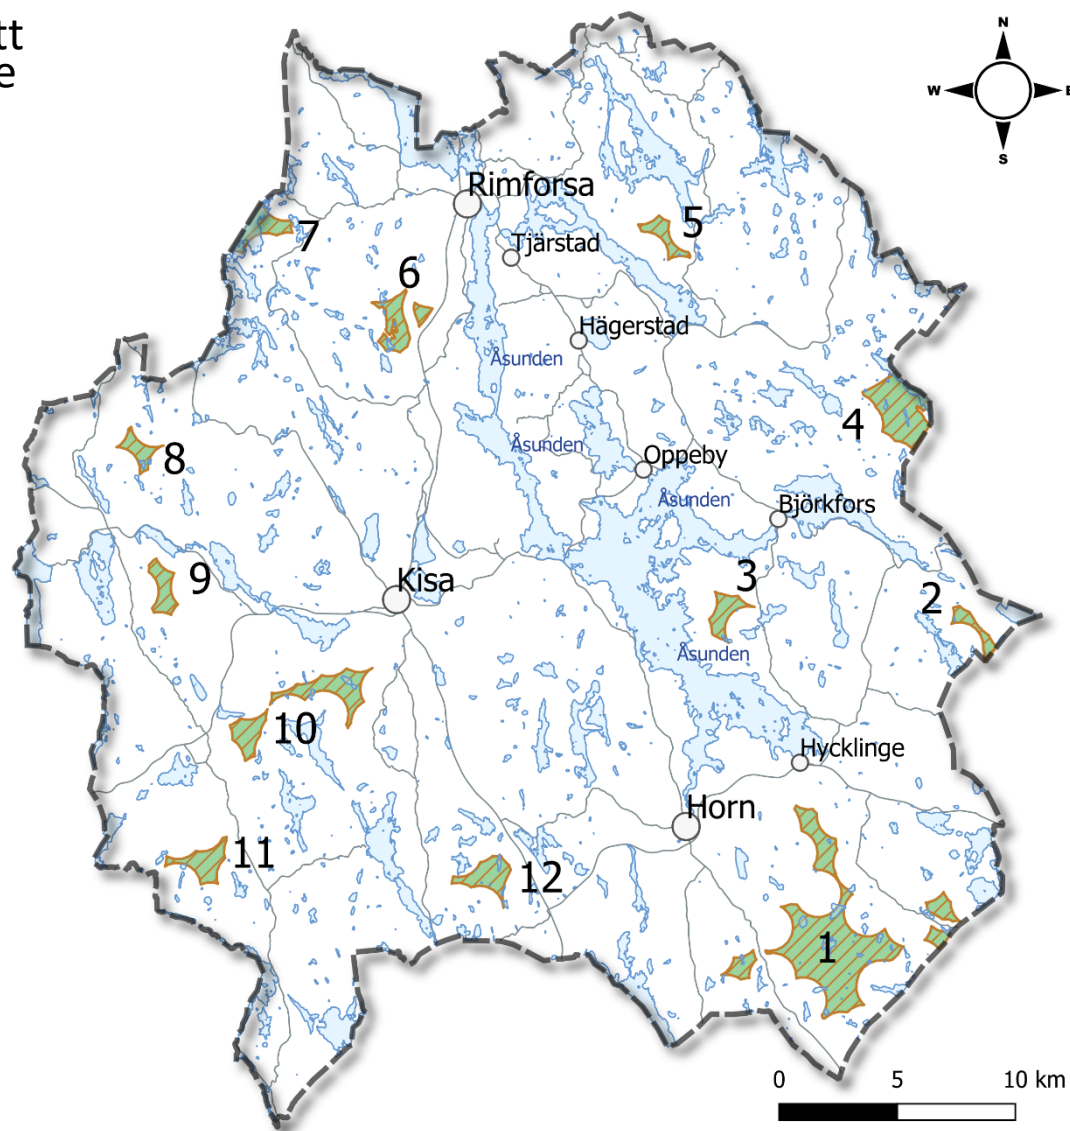 tt
e
N
W
E
S
Rimforsa
5
7
Tjärstad
6
Hägerstad
Åsunden
4
8
Åsunden
Oppeby
Åsunden
Björkfors
9
Kisa
3
2
Åsunden
10
Hycklinge
Horn
11
12
1
0 5 10 km